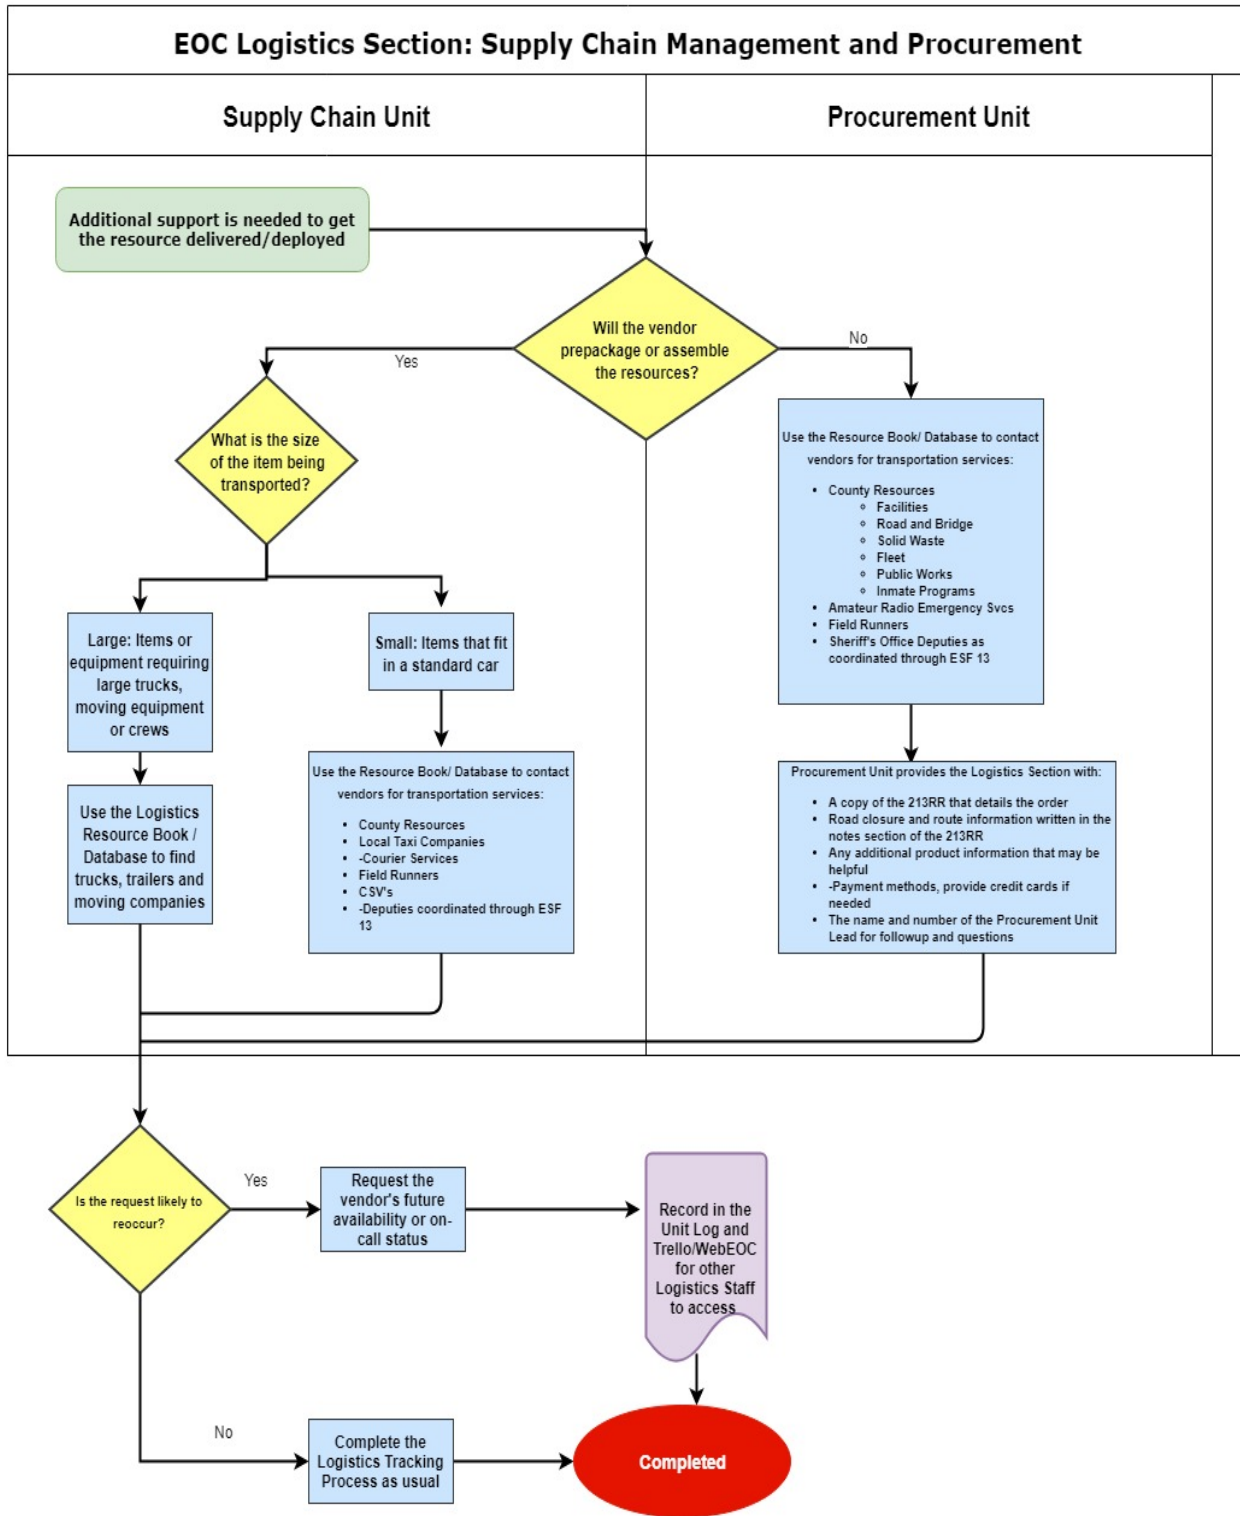 EOC Logistics Section: Supply Chain Management and Procurement
Supply Chain Unit
Procurement Unit
Additional support is needed to get
the resource delivered/deployed
Will the vendor
prepackage or assemble
the resources?
Yes
No
What is the size
of the item being
transported?
Use the Resource Book/ Database to contact
vendors for transportation services:
• County Resources
◦ Facilities
◦ Road and Bridge
◦ Solid Waste
◦ Fleet
◦ Public Works
◦ Inmate Programs
• Amateur Radio Emergency Svcs
• Field Runners
• Sheriff's Office Deputies as
coordinated through ESF 13
Large: Items or
equipment requiring
large trucks,
moving equipment
or crews
Small: Items that fit
in a standard car
Use the Logistics
Resource Book /
Database to find
trucks, trailers and
moving companies
Use the Resource Book/ Database to contact
vendors for transportation services:
• County Resources
• Local Taxi Companies
• -Courier Services
• Field Runners
• CSV's
• -Deputies coordinated through ESF
13
Procurement Unit provides the Logistics Section with:
• A copy of the 213RR that details the order
• Road closure and route information written in the
notes section of the 213RR
• Any additional product information that may be
helpful
• -Payment methods, provide credit cards if
needed
• The name and number of the Procurement Unit
Lead for followup and questions
Is the request likely to
reoccur?
Yes
Request the
vendor's future
availability or on-
call status
Record in the
Unit Log and
Trello/WebEOC
for other
Logistics Staff
to access
No
Complete the
Logistics Tracking
Process as usual
Completed